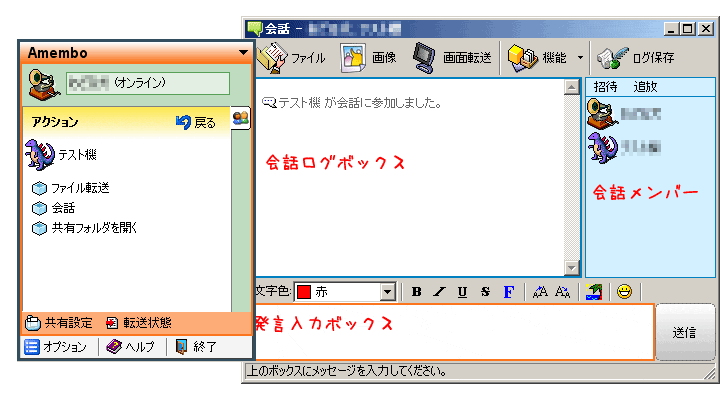 Amembo
(オンライン)
アクション
戻る
テスト機
ファイル転送
会話
共有フォルダを開く
共有設定
転送状態
オプション
ヘルプ
終了
会話 -
ファイル
画像
画面転送
機能
ログ保存
テスト機 が会話に参加しました。
会話ログボックス
招待 追放
会話メンバー
文字色:
赤
B I U S F A A A A
発言入力ボックス
送信
上のボックスにメッセージを入力してください。